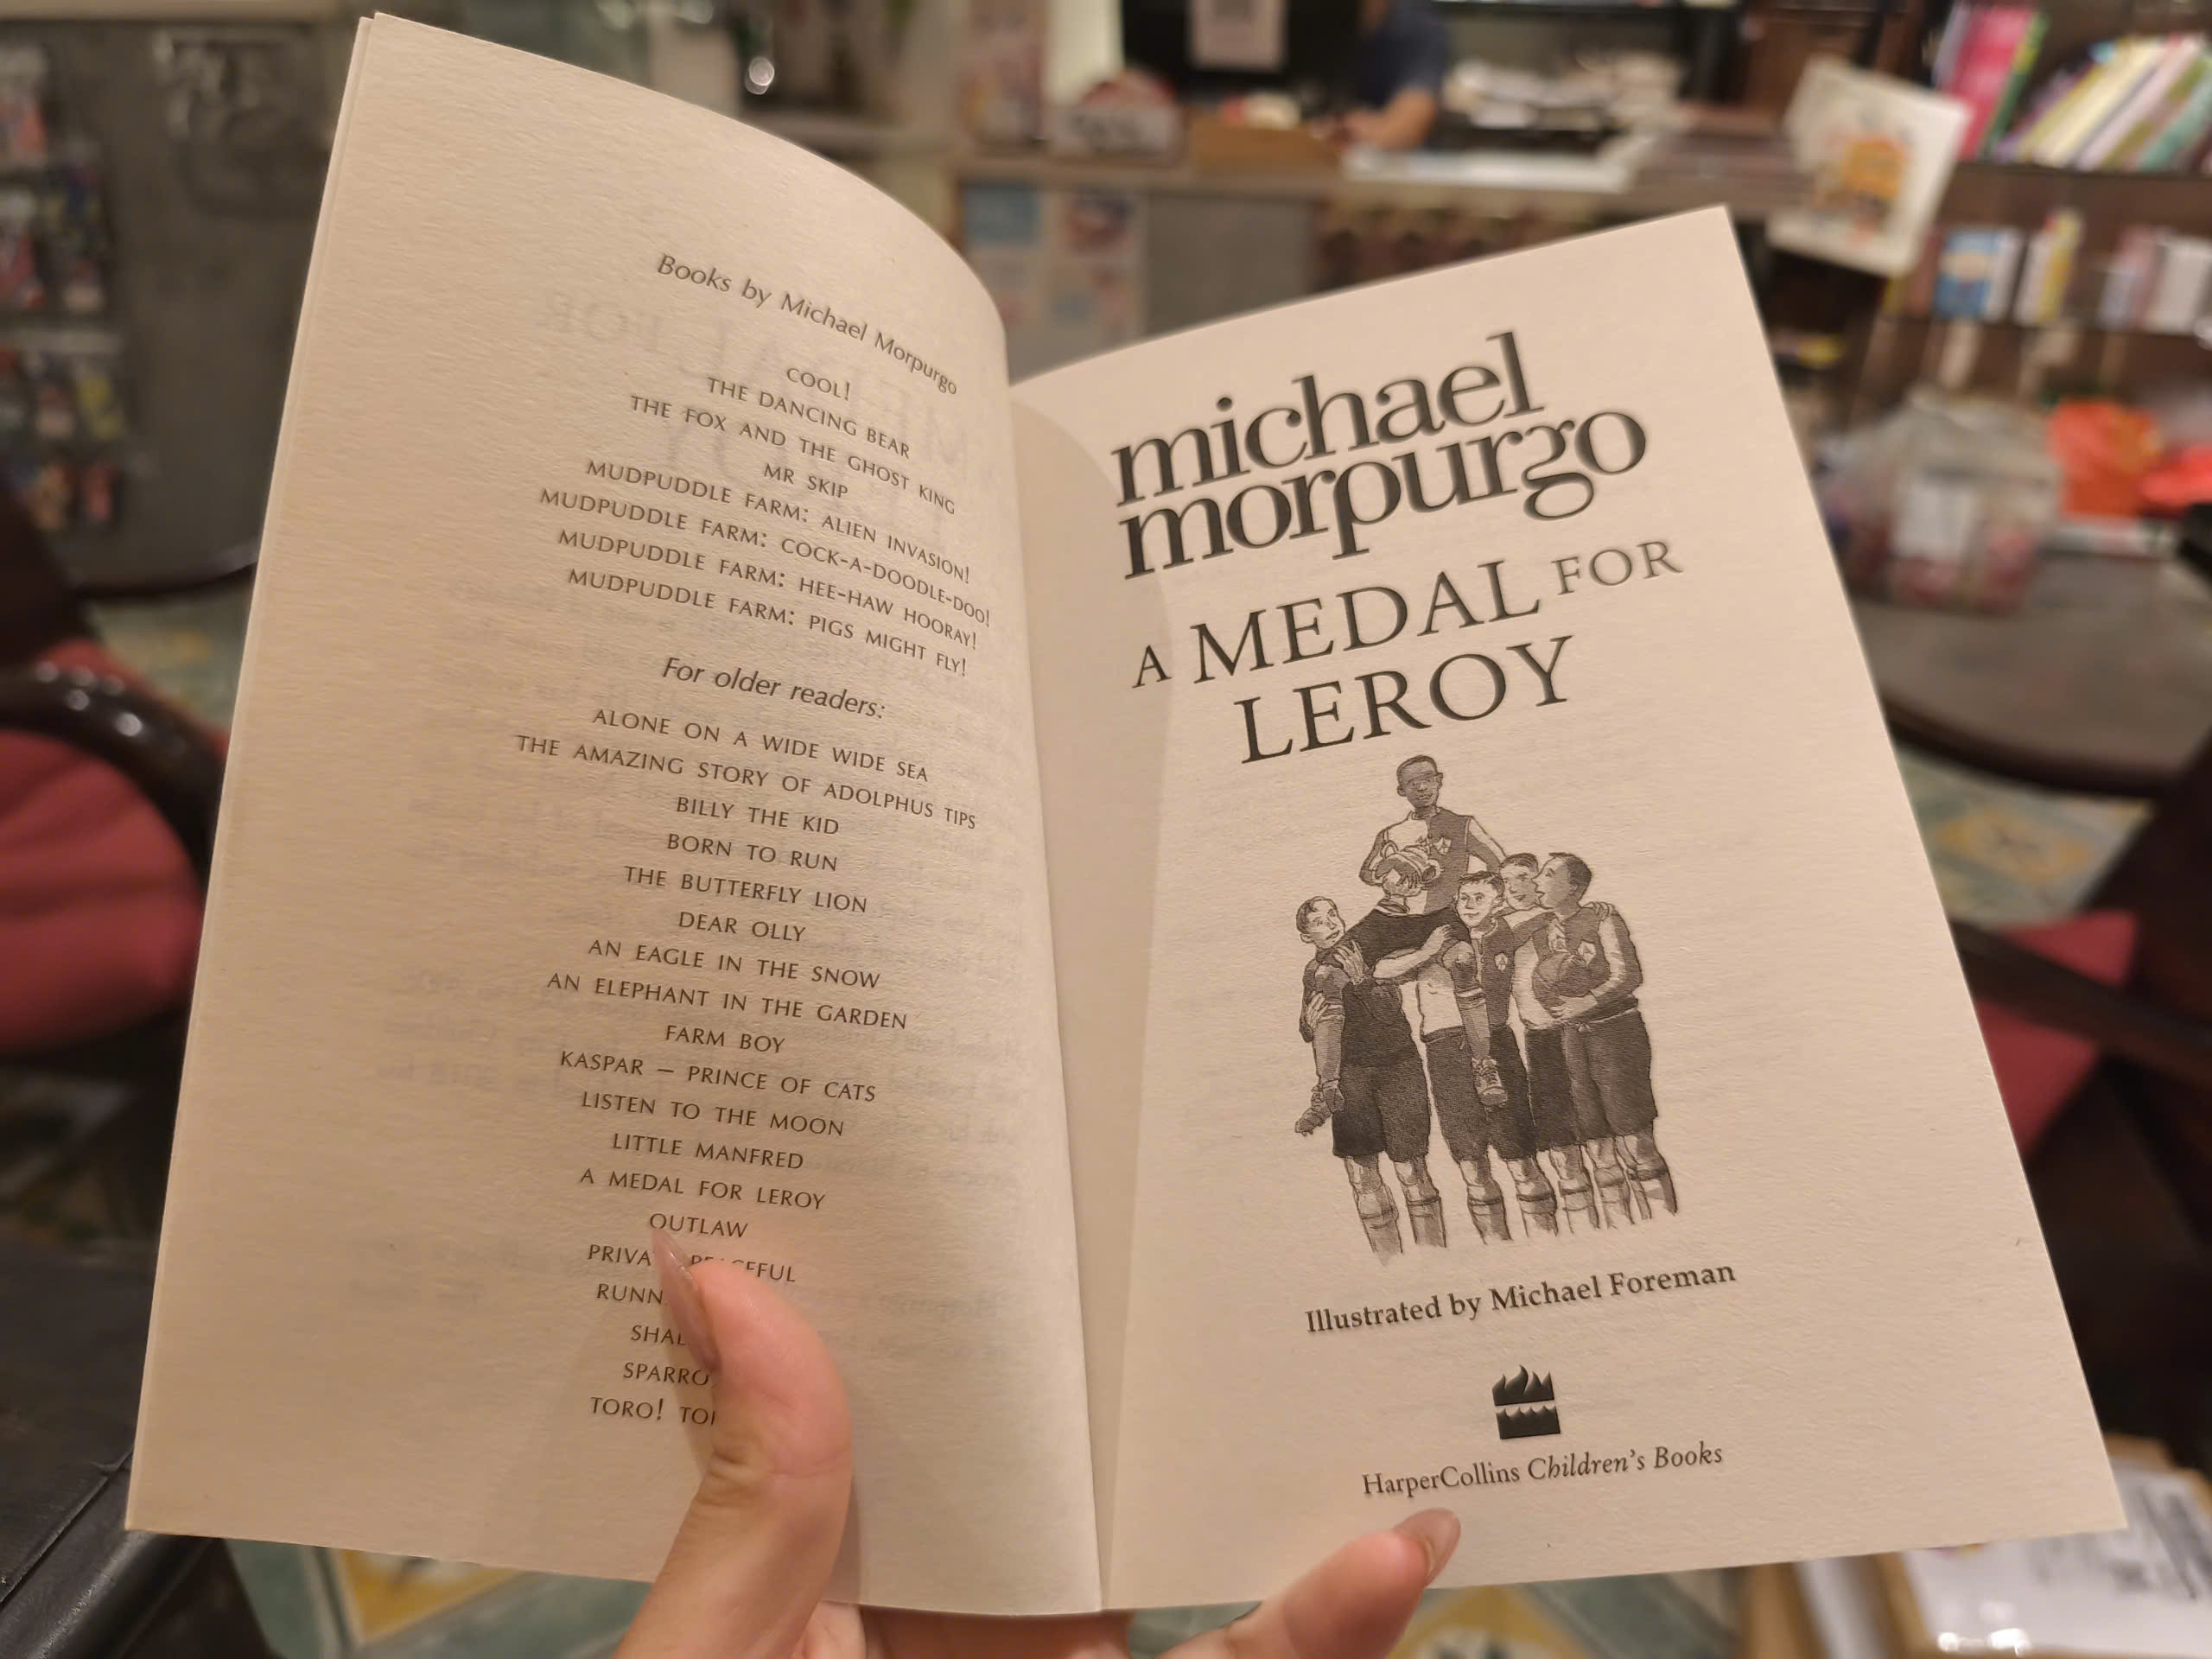 Books by Michael Morpurgo
COOL!
THE DANCING BEAR
THE FOX AND THE GHOST KING
MR SKIP
MUDPUDDLE FARM: ALIEN INVASION!
MUDPUDDLE FARM: COCK-A-DOODLE-DOO!
MUDPUDDLE FARM: HEE-HAW HOORAY!
MUDPUDDLE FARM: PIGS MIGHT FLY!
For older readers:
ALONE ON A WIDE WIDE SEA
THE AMAZING STORY OF ADOLPHUS TIPS
BILLY THE KID
BORN TO RUN
THE BUTTERFLY LION
DEAR OLLY
AN EAGLE IN THE SNOW
AN ELEPHANT IN THE GARDEN
FARM BOY
KASPAR – PRINCE OF CATS
LISTEN TO THE MOON
LITTLE MANFRED
A MEDAL FOR LEROY
OUTLAW
TORO!
michael
morpurgo
A MEDAL FOR
LEROY
Illustrated by Michael Foreman
HarperCollins Children's Books